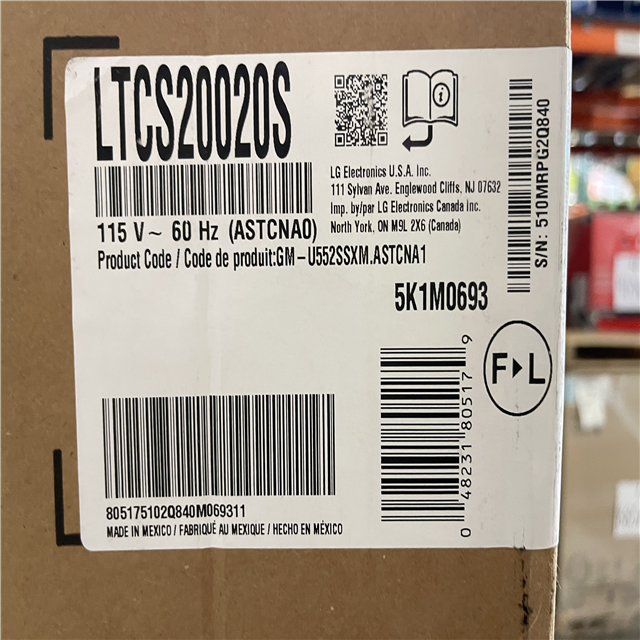 LTCS20020S
LG Electronics U.S.A. Inc.
111 Sylvan Ave. Englewood Cliffs, NJ 07632
Imp. by/par LG Electronics Canada Inc.
North York, ON M9L 2X6 (Canada)
115 V~ 60 Hz (ASTCNA0)
Product Code / Code de produit:GM-U552SSXM.ASTCNA1
S/N: 510MRPG2Q840
5K1M0693
F▸L
0 48231 80517 9
805175102Q840M069311
MADE IN MEXICO / FABRIQUÉ AU MEXIQUE / HECHO EN MÉXICO